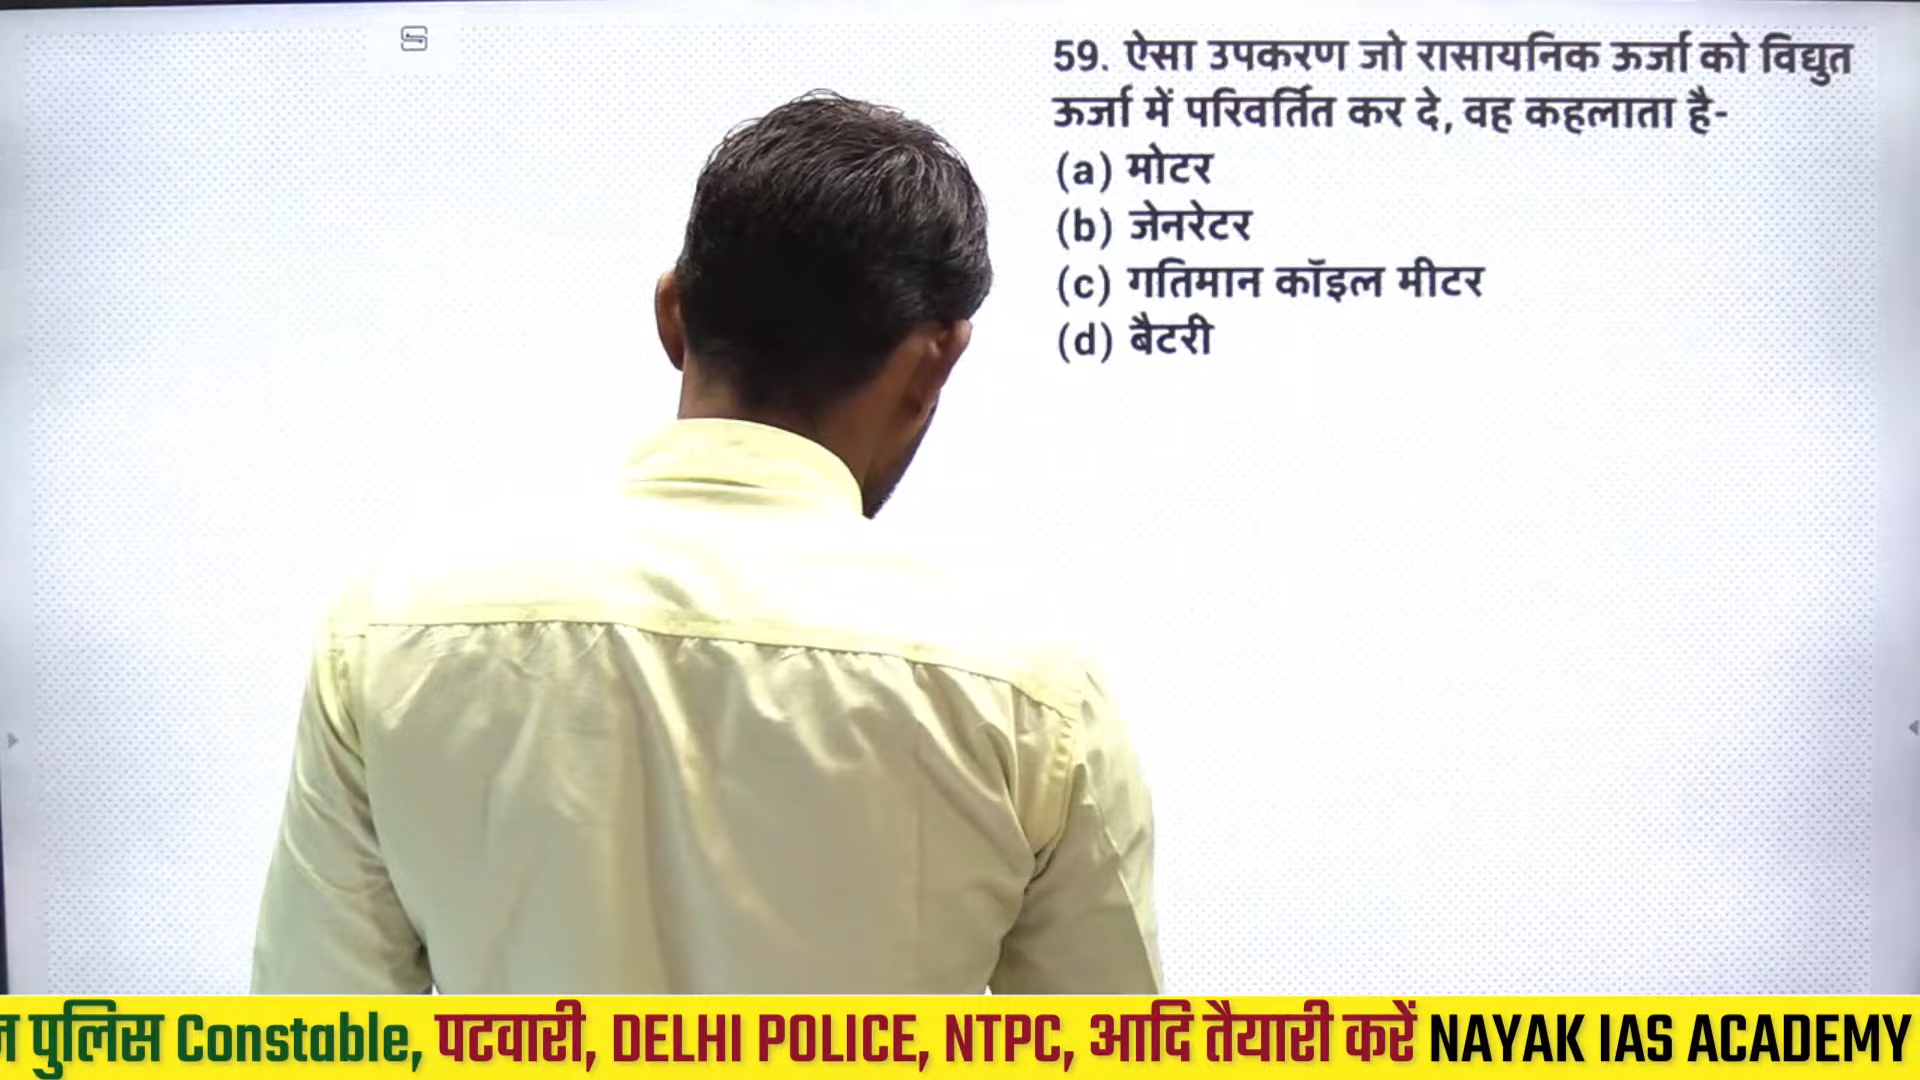 59. ऐसा उपकरण जो रासायनिक ऊर्जा को विद्युत
ऊर्जा में परिवर्तित कर दे, वह कहलाता है-
(a) मोटर
(b) जेनरेटर
(c) गतिमान कॉइल मीटर
(d) बैटरी
पुलिस Constable, पटवारी, DELHI POLICE, NTPC, आदि तैयारी करें NAYAK IAS ACADEMY